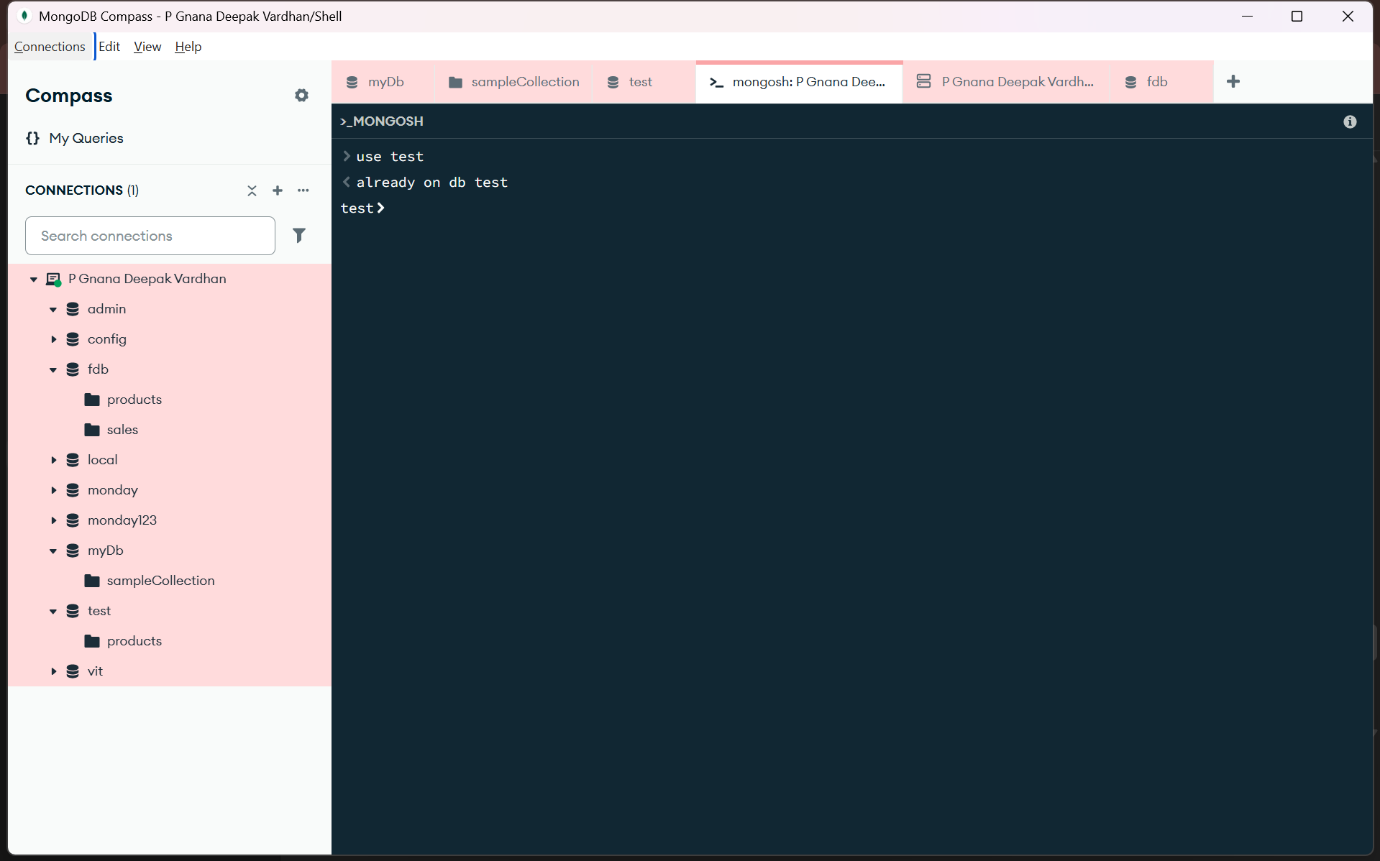 MongoDB Compass - P Gnana Deepak Vardhan/Shell
Connections Edit View Help
Compass
{} My Queries
CONNECTIONS (1)
Search connections
P Gnana Deepak Vardhan
admin
config
fdb
products
sales
local
monday
monday123
myDb
sampleCollection
test
products
vit
myDb sampleCollection test mongosh: P Gnana Dee... P Gnana Deepak Vardh... fdb +
>_MONGOSH
> use test
< already on db test
test>